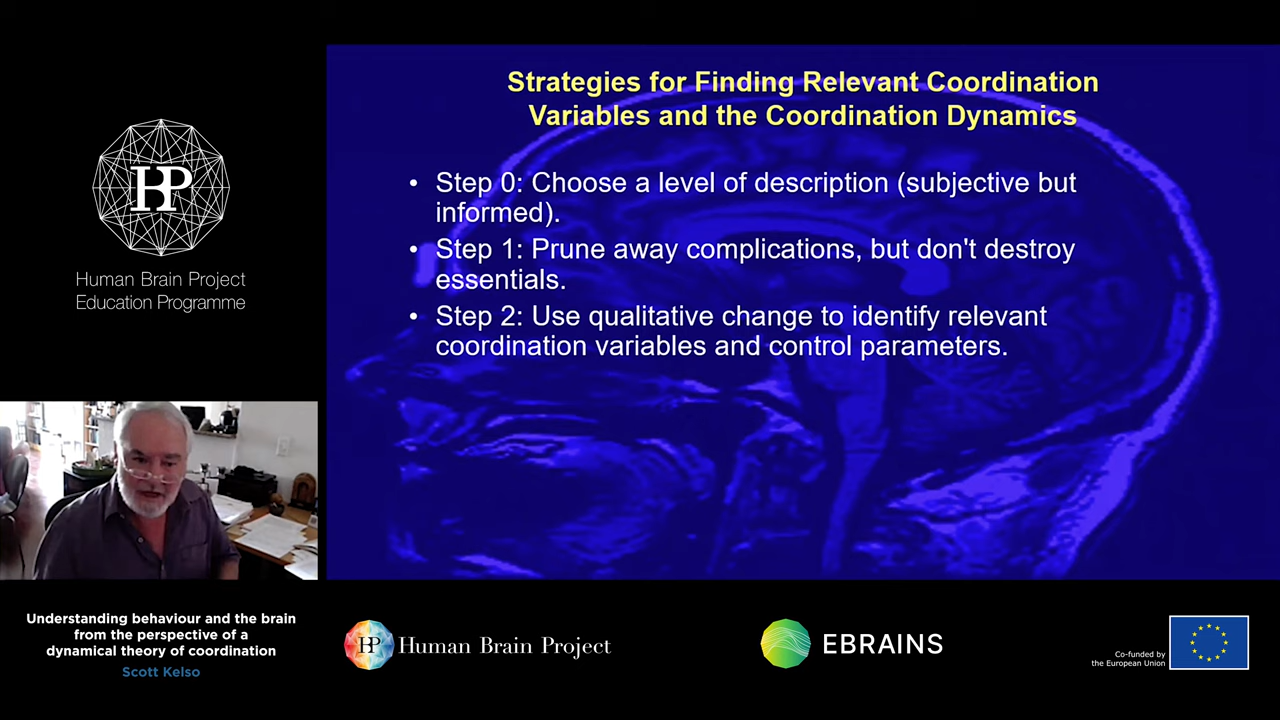 Strategies for Finding Relevant Coordination
Variables and the Coordination Dynamics
• Step 0: Choose a level of description (subjective but
informed).
• Step 1: Prune away complications, but don't destroy
essentials.
• Step 2: Use qualitative change to identify relevant
coordination variables and control parameters.
HP
Human Brain Project
Education Programme
Understanding behaviour and the brain
from the perspective of a
dynamical theory of coordination
Scott Kelso
HP Human Brain Project
EBRAINS
Co-funded by
the European Union